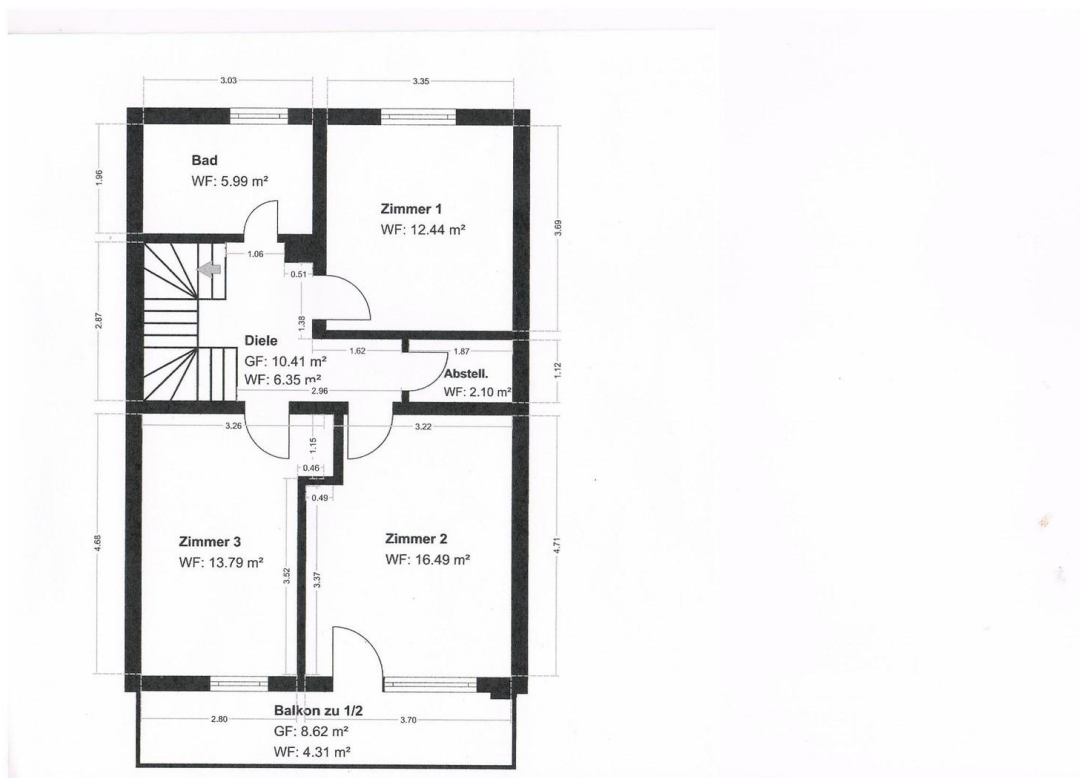 3.03
3.35
Bad
WF: 5.99 m²
1.96
Zimmer 1
WF: 12.44 m²
3.69
1.06
0.51
2.87
1.38
Diele
GF: 10.41 m²
WF: 6.35 m²
1.62
1.87
Abstell.
WF: 2.10 m²
1.12
2.96
3.26
3.22
1.15
0.46
0.49
4.68
Zimmer 3
WF: 13.79 m²
Zimmer 2
WF: 16.49 m²
4.71
3.52
3.37
Balkon zu 1/2
2.80
3.70
GF: 8.62 m²
WF: 4.31 m²